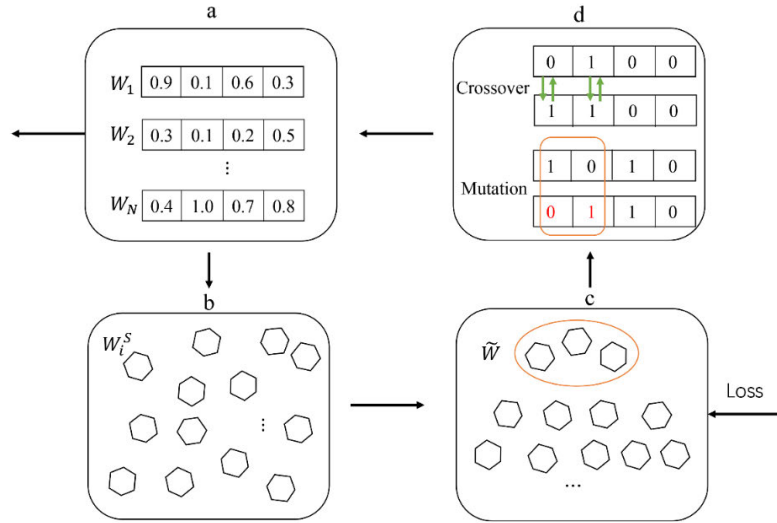 a
W₁ 0.9 0.1 0.6 0.3
W₂ 0.3 0.1 0.2 0.5
⋮
W_N 0.4 1.0 0.7 0.8
d
0 1 0 0
Crossover
1 1 0 0
1 0 1 0
Mutation
0 1 1 0
b
W_i^S
...
c
W̃
Loss
...